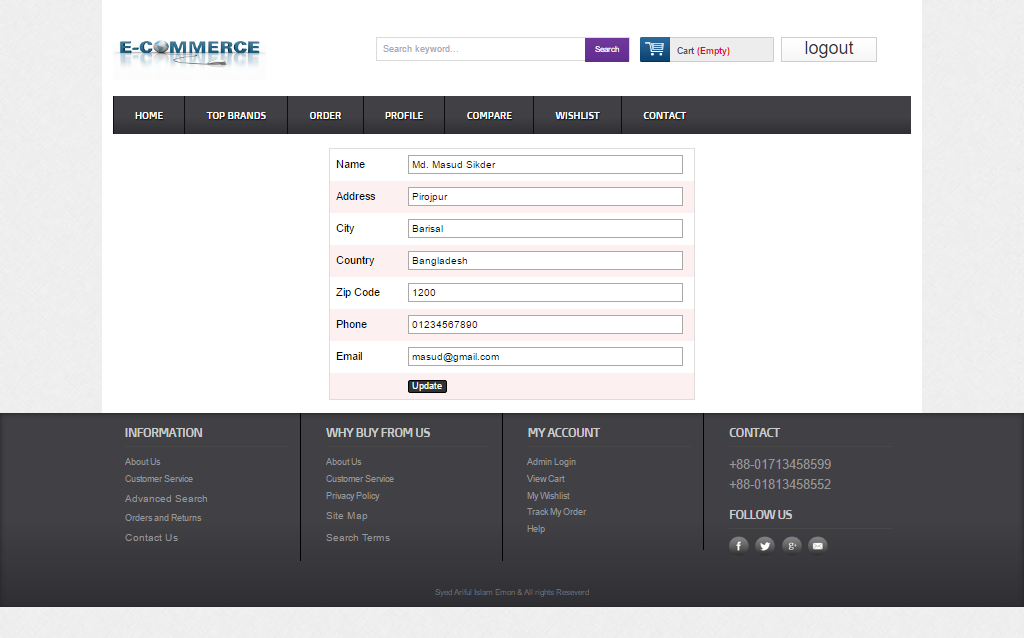 E-COMMERCE
Search keyword...
Search
Cart (Empty)
logout
HOME
TOP BRANDS
ORDER
PROFILE
COMPARE
WISHLIST
CONTACT
Name
Md. Masud Sikder
Address
Pirojpur
City
Barisal
Country
Bangladesh
Zip Code
1200
Phone
01234567890
Email
masud@gmail.com
Update
INFORMATION
About Us
Customer Service
Advanced Search
Orders and Returns
Contact Us
WHY BUY FROM US
About Us
Customer Service
Privacy Policy
Site Map
Search Terms
MY ACCOUNT
Admin Login
View Cart
My Wishlist
Track My Order
Help
CONTACT
+88-01713458599
+88-01813458552
FOLLOW US
Syed Ariful Islam Emon & All rights Reseverd